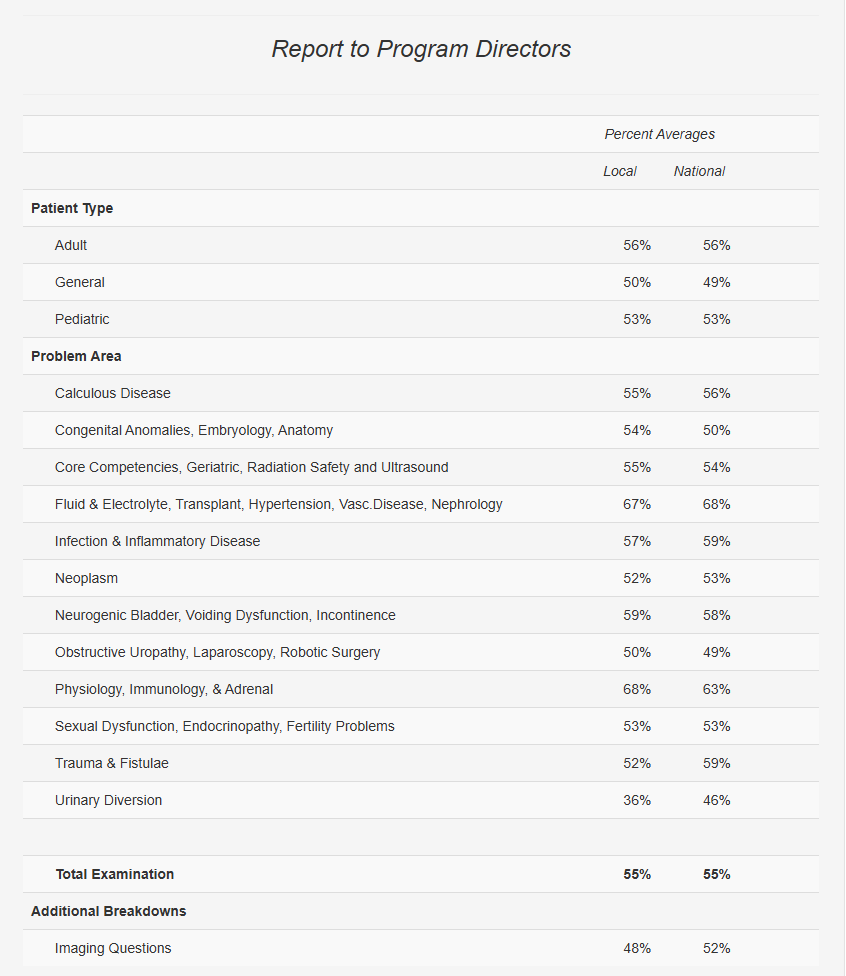 Report to Program Directors
Percent Averages
Local National
Patient Type
Adult 56% 56%
General 50% 49%
Pediatric 53% 53%
Problem Area
Calculous Disease 55% 56%
Congenital Anomalies, Embryology, Anatomy 54% 50%
Core Competencies, Geriatric, Radiation Safety and Ultrasound 55% 54%
Fluid & Electrolyte, Transplant, Hypertension, Vasc.Disease, Nephrology 67% 68%
Infection & Inflammatory Disease 57% 59%
Neoplasm 52% 53%
Neurogenic Bladder, Voiding Dysfunction, Incontinence 59% 58%
Obstructive Uropathy, Laparoscopy, Robotic Surgery 50% 49%
Physiology, Immunology, & Adrenal 68% 63%
Sexual Dysfunction, Endocrinopathy, Fertility Problems 53% 53%
Trauma & Fistulae 52% 59%
Urinary Diversion 36% 46%
Total Examination 55% 55%
Additional Breakdowns
Imaging Questions 48% 52%